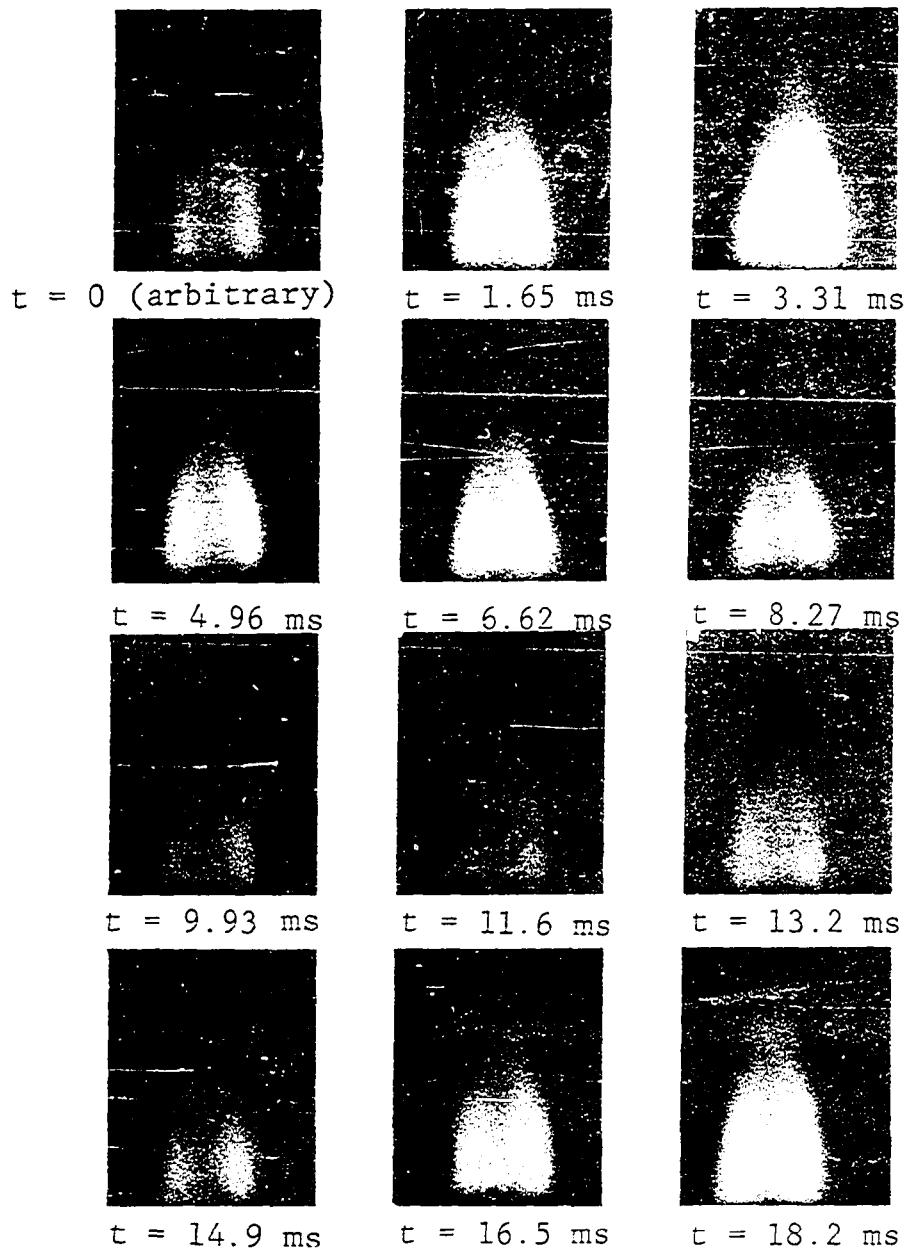 t = 0 (arbitrary)
t = 1.65 ms
t = 3.31 ms
t = 4.96 ms
t = 6.62 ms
t = 8.27 ms
t = 9.93 ms
t = 11.6 ms
t = 13.2 ms
t = 14.9 ms
t = 16.5 ms
t = 18.2 ms